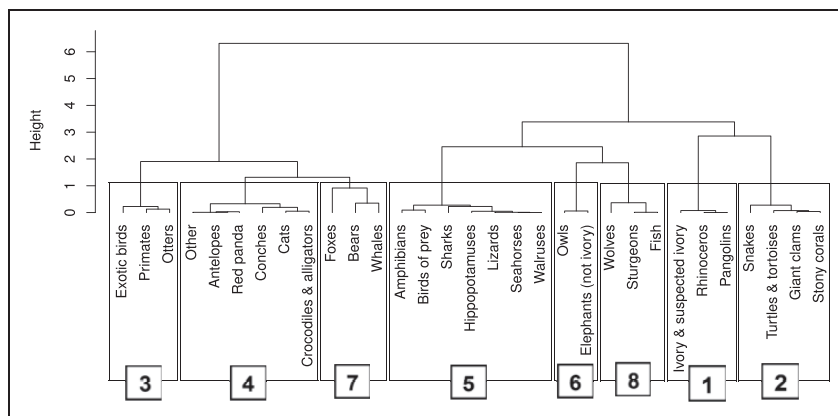 Height
6
5
4
3
2
1
0
Exotic birds
Primates
Otters
Other
Antelopes
Red panda
Conches
Cats
Crocodiles & alligators
Foxes
Bears
Whales
Amphibians
Birds of prey
Sharks
Hippopotamuses
Lizards
Seahorses
Walruses
Owls
Elephants (not ivory)
Wolves
Sturgeons
Fish
Ivory & suspected ivory
Rhinoceros
Pangolins
Snakes
Turtles & tortoises
Giant clams
Stony corals
3
4
7
5
6
8
1
2